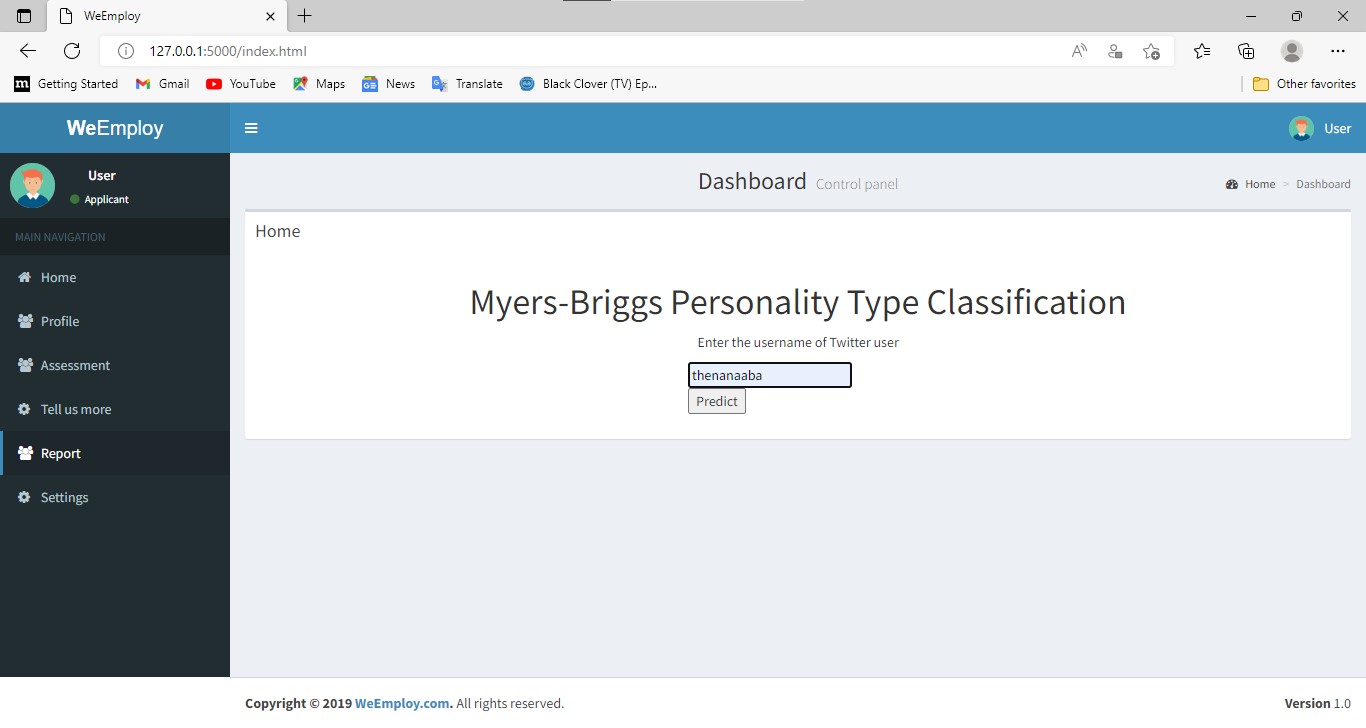 WeEmploy
127.0.0.1:5000/index.html
Getting Started Gmail YouTube Maps News Translate Black Clover (TV) Ep... Other favorites
WeEmploy User
User
Applicant
MAIN NAVIGATION
Home
Profile
Assessment
Tell us more
Report
Settings
Dashboard Control panel
Home > Dashboard
Home
Myers-Briggs Personality Type Classification
Enter the username of Twitter user
thenanaaba
Predict
Copyright © 2019 WeEmploy.com. All rights reserved. Version 1.0